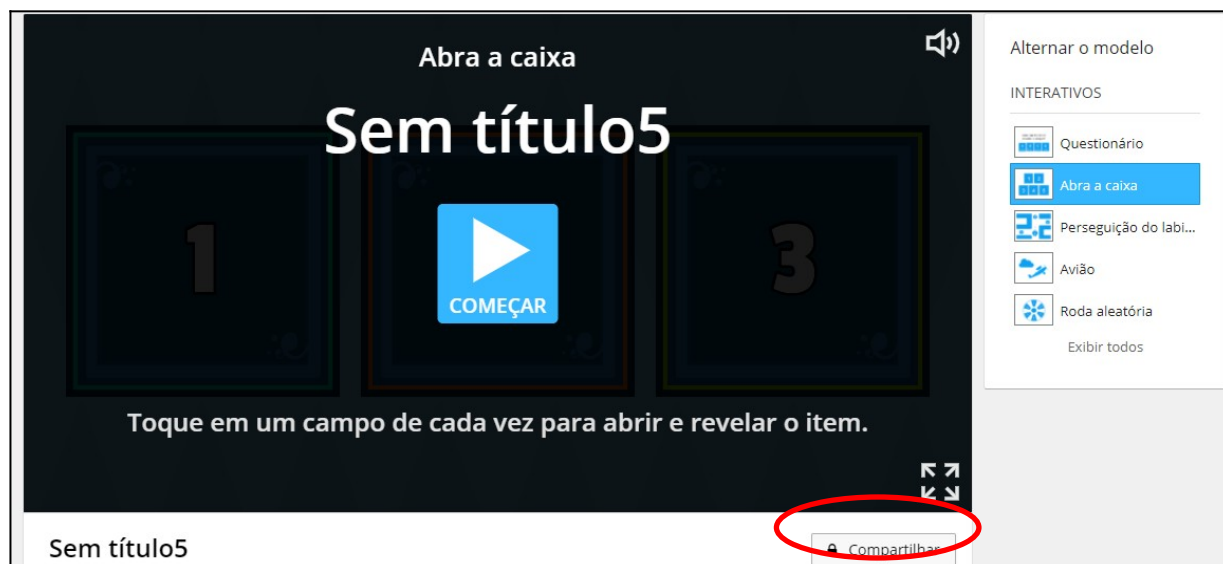 Abra a caixa
Sem título5
1
3
COMEÇAR
Toque em um campo de cada vez para abrir e revelar o item.
Sem título5
Compartilhar
Alternar o modelo
INTERATIVOS
Questionário
Abra a caixa
Perseguição do labi...
Avião
Roda aleatória
Exibir todos